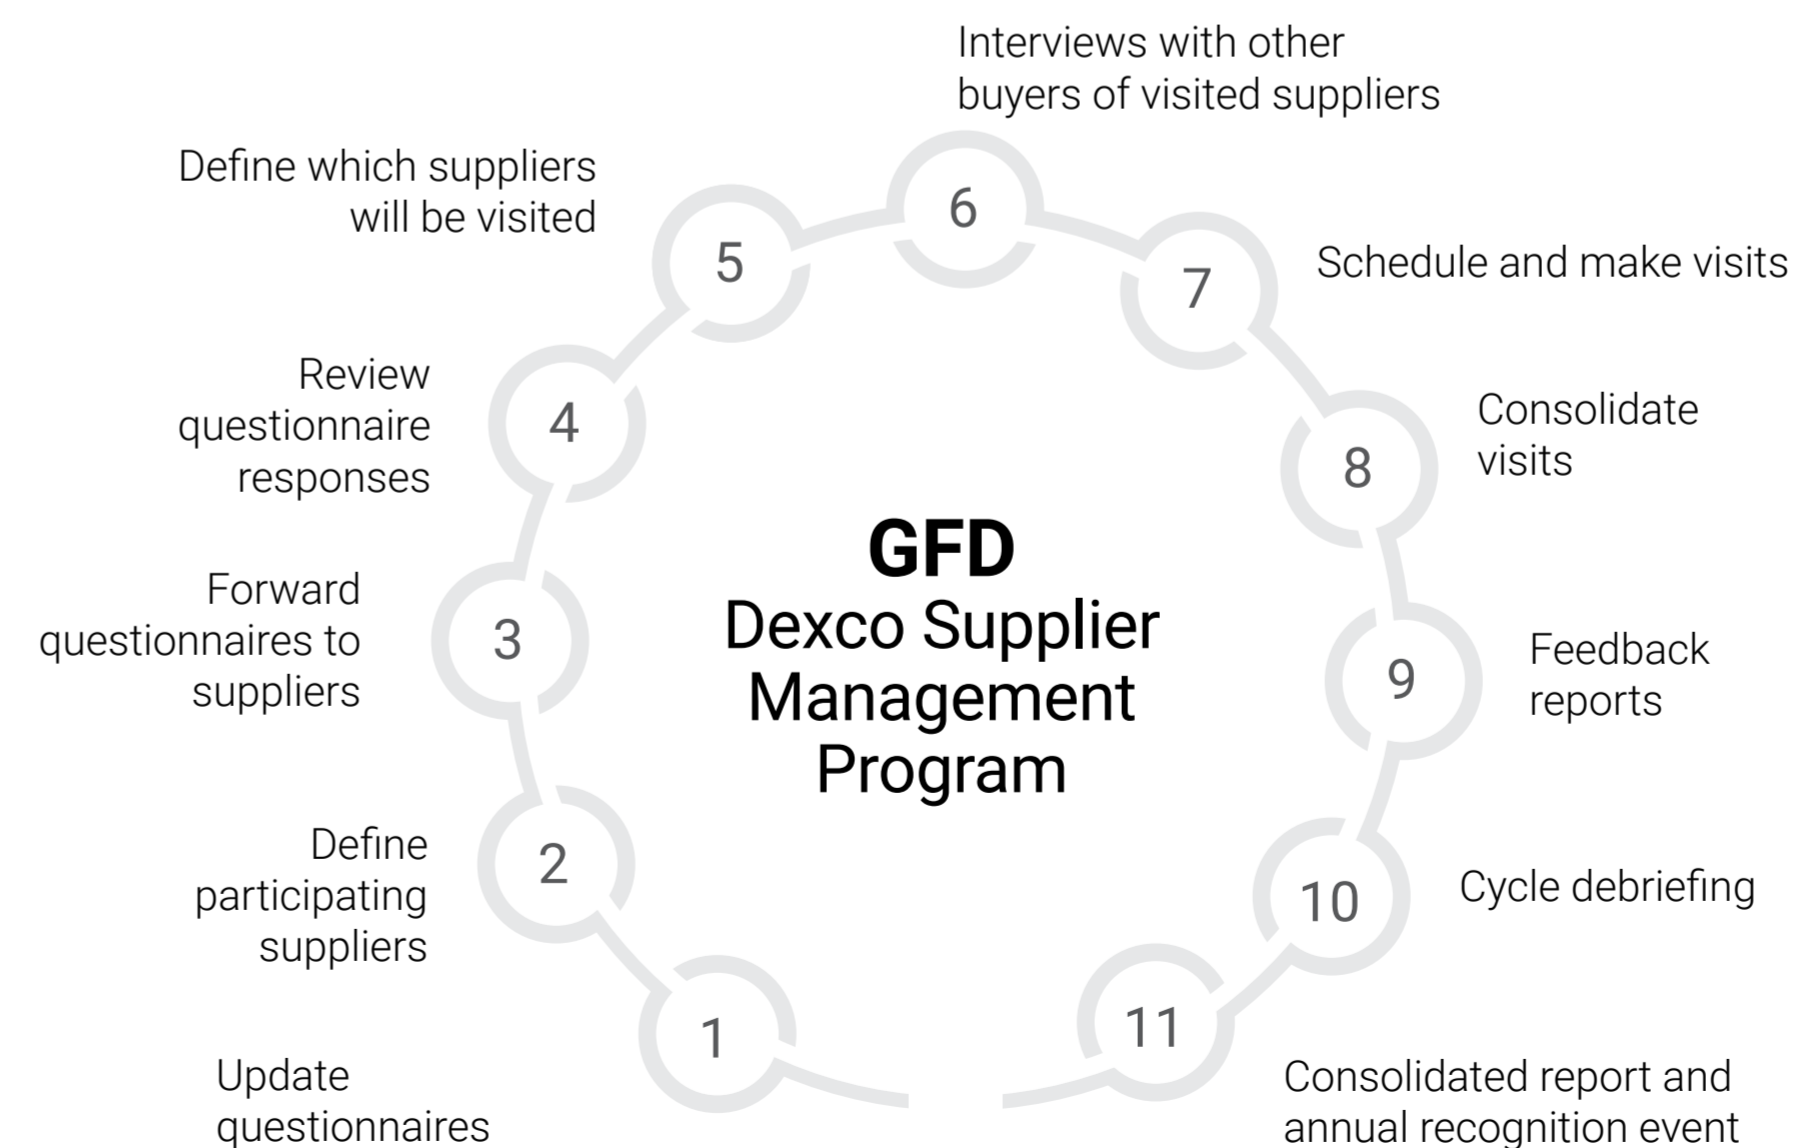 Interviews with other
buyers of visited suppliers
6
Define which suppliers
will be visited
5
7
Schedule and make visits
Review
questionnaire
responses
4
8
Consolidate
visits
GFD
Dexco Supplier
Management
Program
Forward
questionnaires to
suppliers
3
9
Feedback
reports
Define
participating
suppliers
2
10
Cycle debriefing
1
11
Update
questionnaires
Consolidated report and
annual recognition event